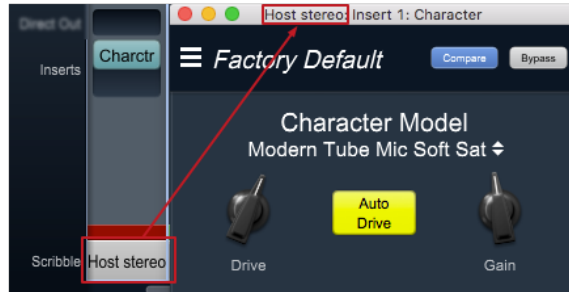 Direct Out
Inserts
Charctr
Scribble
Host stereo
Host stereo: Insert 1: Character
Factory Default
Compare
Bypass
Character Model
Modern Tube Mic Soft Sat
Auto
Drive
Drive
Gain